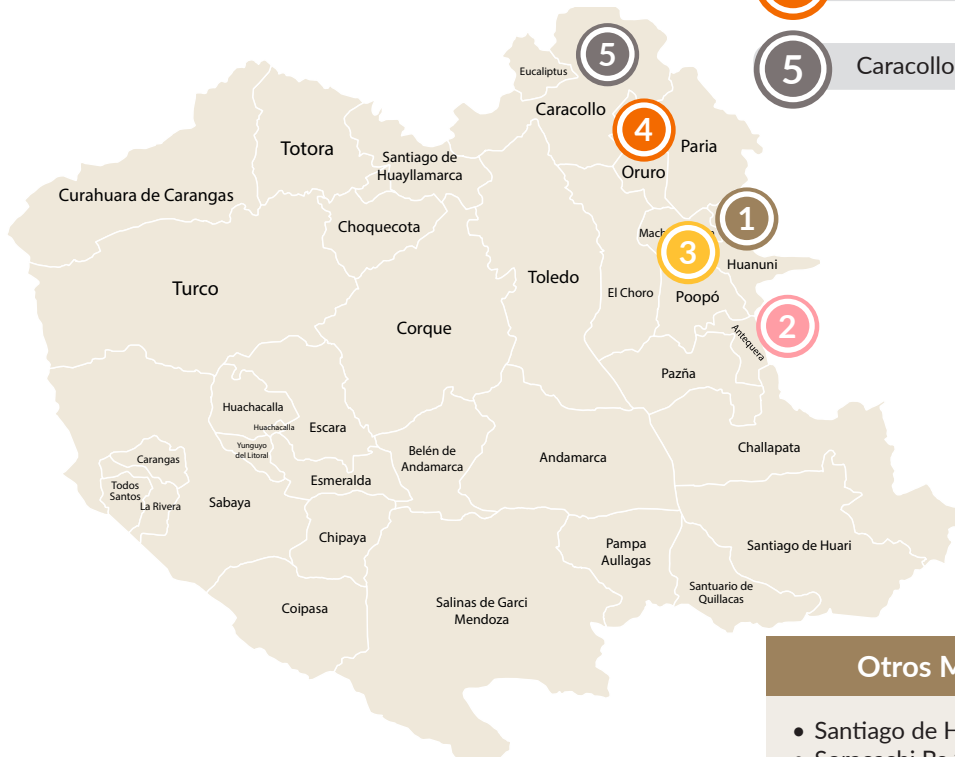 5 Caracollo
5
Eucaliptus
Caracollo
4
Paria
Oruro
Totora
Santiago de
Huayllamarca
Curahuara de Carangas
Choquecota
1
3
Huanuni
Toledo
Turco
El Choro
Poopó
2
Corque
Antequera
Pazña
Huachacalla
Huachacalla
Escara
Yunguyo
del Litoral
Belén de
Andamarca
Andamarca
Challapata
Carangas
Todos
Santos
La Rivera
Sabaya
Esmeralda
Chipaya
Pampa
Aullagas
Santiago de Huari
Santuario de
Quillacas
Coipasa
Salinas de Garci
Mendoza
Otros
• Santiago de